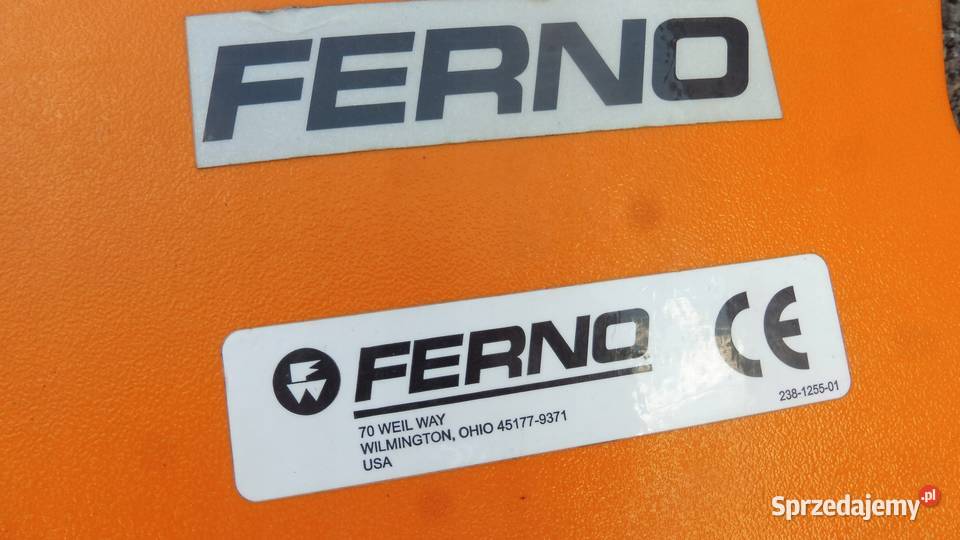 FERNO
FERNO
CE
70 WEIL WAY
WILMINGTON, OHIO 45177-9371
USA
238-1255-01
Sprzedajemy.pl